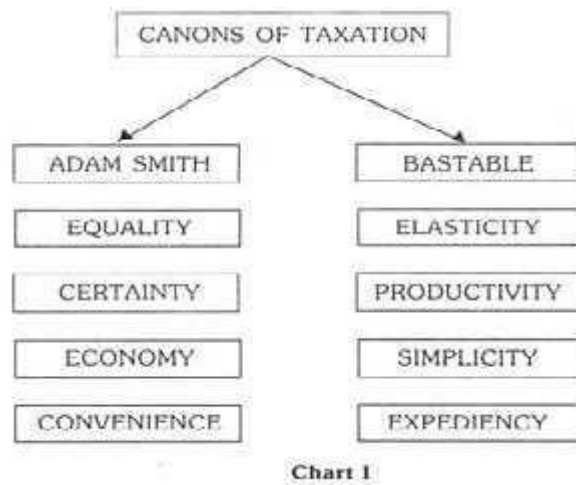 CANONS OF TAXATION
ADAM SMITH
BASTABLE
EQUALITY
ELASTICITY
CERTAINTY
PRODUCTIVITY
ECONOMY
SIMPLICITY
CONVENIENCE
EXPEDIENCY
Chart 1